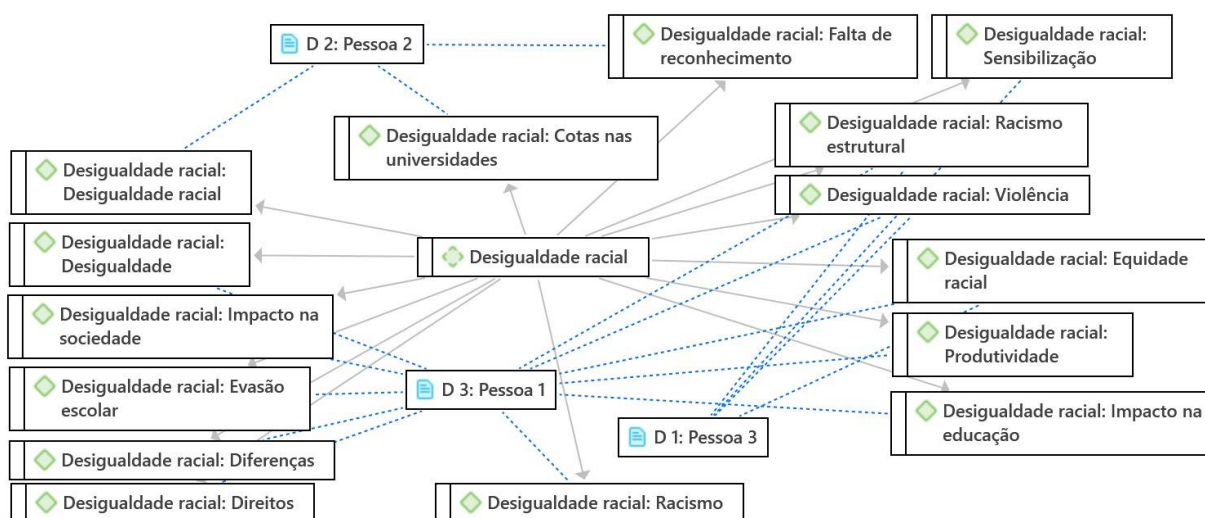 D 2: Pessoa 2
Desigualdade racial: Falta de
reconhecimento
Desigualdade racial:
Sensibilização
Desigualdade racial: Cotas nas
universidades
Desigualdade racial: Racismo
estrutural
Desigualdade racial:
Desigualdade racial
Desigualdade racial: Violência
Desigualdade racial:
Desigualdade
Desigualdade racial
Desigualdade racial: Equidade
racial
Desigualdade racial: Impacto na
sociedade
Desigualdade racial:
Produtividade
Desigualdade racial: Evasão
escolar
D 3: Pessoa 1
Desigualdade racial: Impacto na
educação
D 1: Pessoa 3
Desigualdade racial: Diferenças
Desigualdade racial: Direitos
Desigualdade racial: Racismo